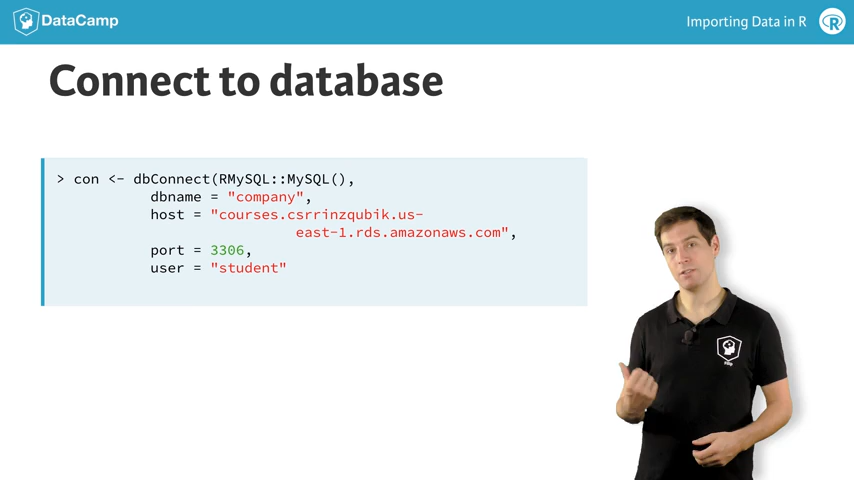 DataCamp
Importing Data in R
R
Connect to database
> con <- dbConnect(RMySQL::MySQL(),
dbname = "company",
host = "courses.csrrinzqubik.us-
east-1.rds.amazonaws.com",
port = 3306,
user = "student"